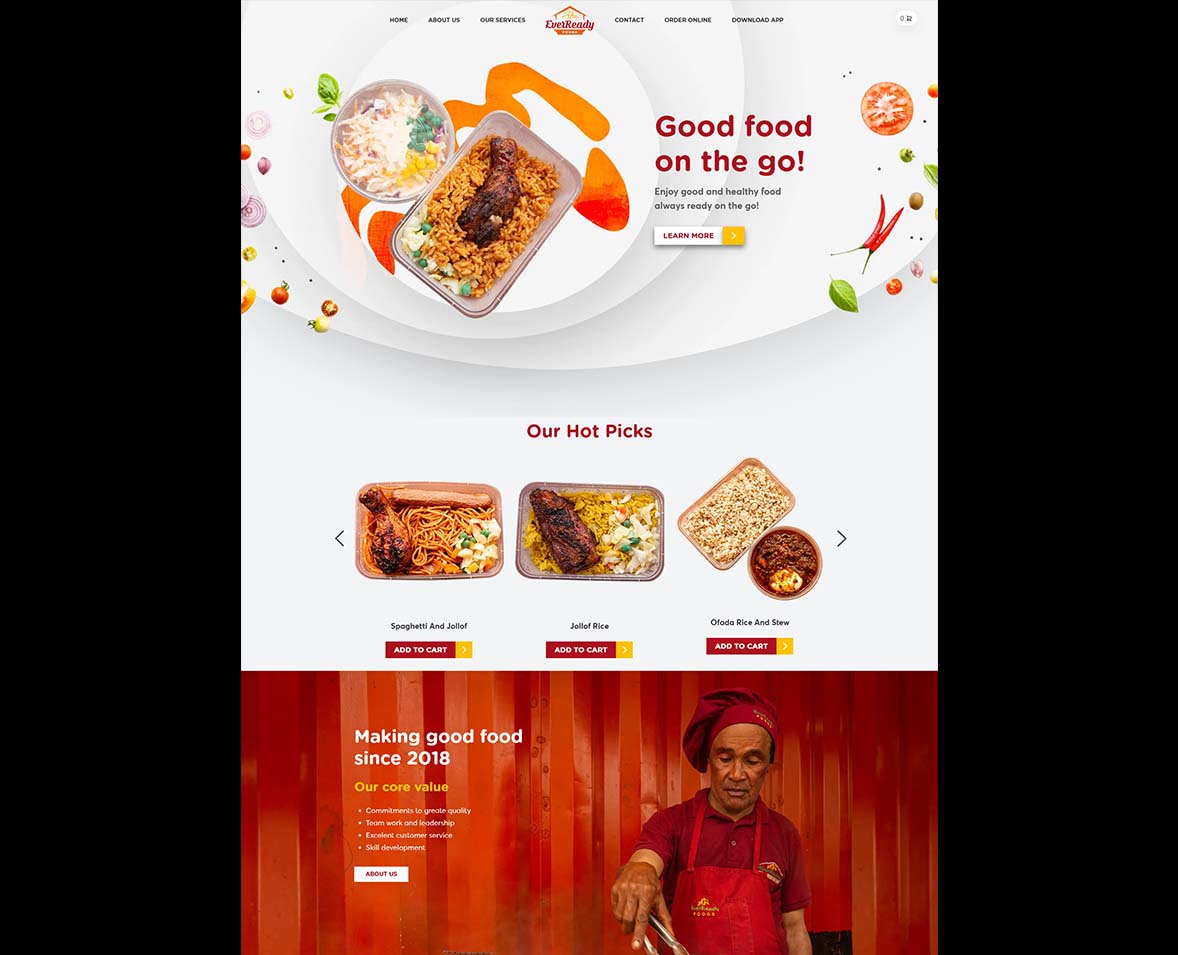 HOME
ABOUT US
OUR SERVICES
EverReady
FOODS
CONTACT
ORDER ONLINE
DOWNLOAD APP
0
Good food
on the go!
Enjoy good and healthy food
always ready on the go!
LEARN MORE
Our Hot Picks
Spaghetti And Jollof
Jollof Rice
Ofada Rice And Stew
ADD TO CART
ADD TO CART
ADD TO CART
Making good food
since 2018
Our core value
Commitments to greate quality
Team work and leadership
Excelent customer service
Skill development
ABOUT US
EverReady
FOODS